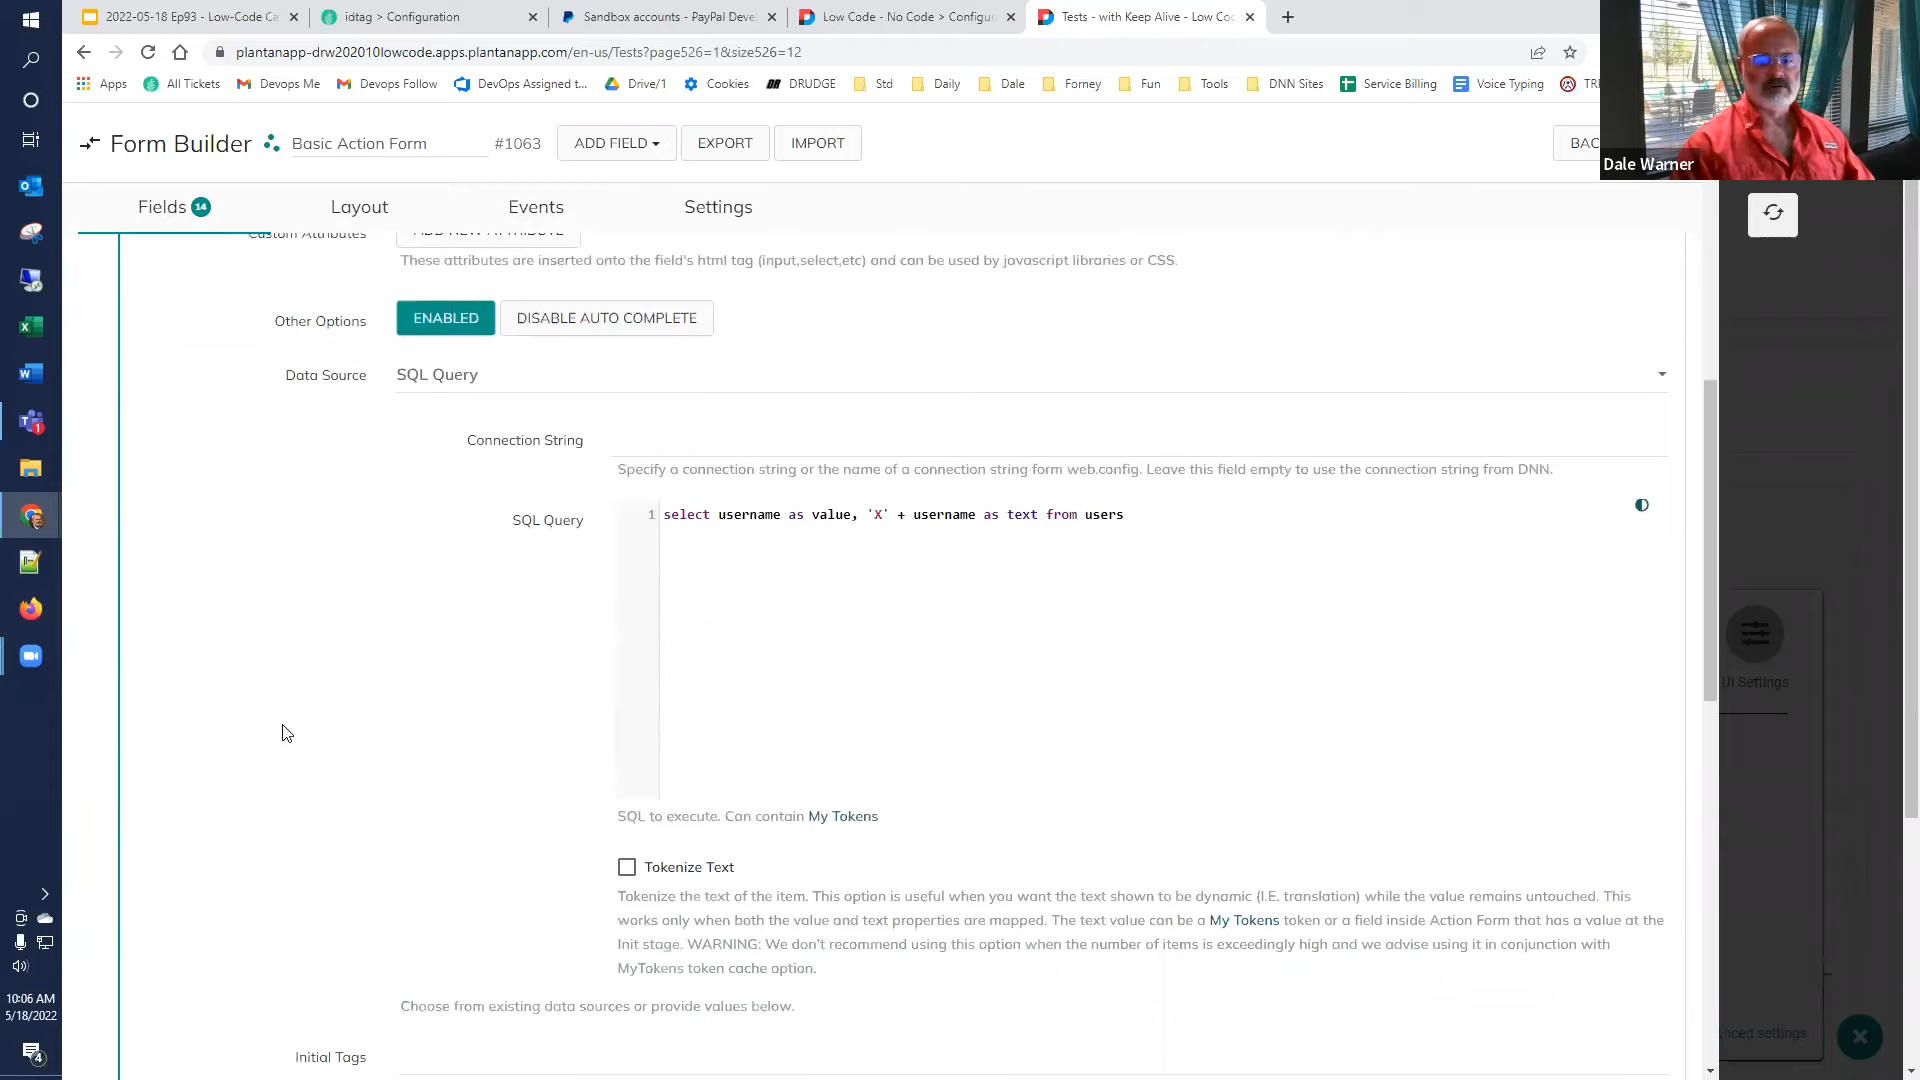 2022-05-18 Ep93 - Low-Code Ca
idtag > Configuration
Sandbox accounts - PayPal Deve
Low Code - No Code > Configur
Tests - with Keep Alive - Low Co
plantanapp-drw202010lowcode.apps.plantanapp.com/en-us/Tests?page526=1&size526=12
Apps
All Tickets
Devops Me
Devops Follow
DevOps Assigned t...
Drive/1
Cookies
DRUDGE
Std
Daily
Dale
Forney
Fun
Tools
DNN Sites
Service Billing
Voice Typing
TRE
Form Builder
Basic Action Form
#1063
ADD FIELD
EXPORT
IMPORT
BAC
Dale Warner
Fields 14
Layout
Events
Settings
Custom Attributes
ADD NEW ATTRIBUTE
These attributes are inserted onto the field's html tag (input,select,etc) and can be used by javascript libraries or CSS.
Other Options
ENABLED
DISABLE AUTO COMPLETE
Data Source
SQL Query
Connection String
Specify a connection string or the name of a connection string form web.config. Leave this field empty to use the connection string from DNN.
SQL Query
1 select username as value, 'X' + username as text from users
SQL to execute. Can contain My Tokens
Tokenize Text
Tokenize the text of the item. This option is useful when you want the text shown to be dynamic (I.E. translation) while the value remains untouched. This
works only when both the value and text properties are mapped. The text value can be a My Tokens token or a field inside Action Form that has a value at the
Init stage. WARNING: We don't recommend using this option when the number of items is exceedingly high and we advise using it in conjunction with
MyTokens token cache option.
Choose from existing data sources or provide values below.
Initial Tags
UI Settings
nced settings
10:06 AM
5/18/2022
4
1